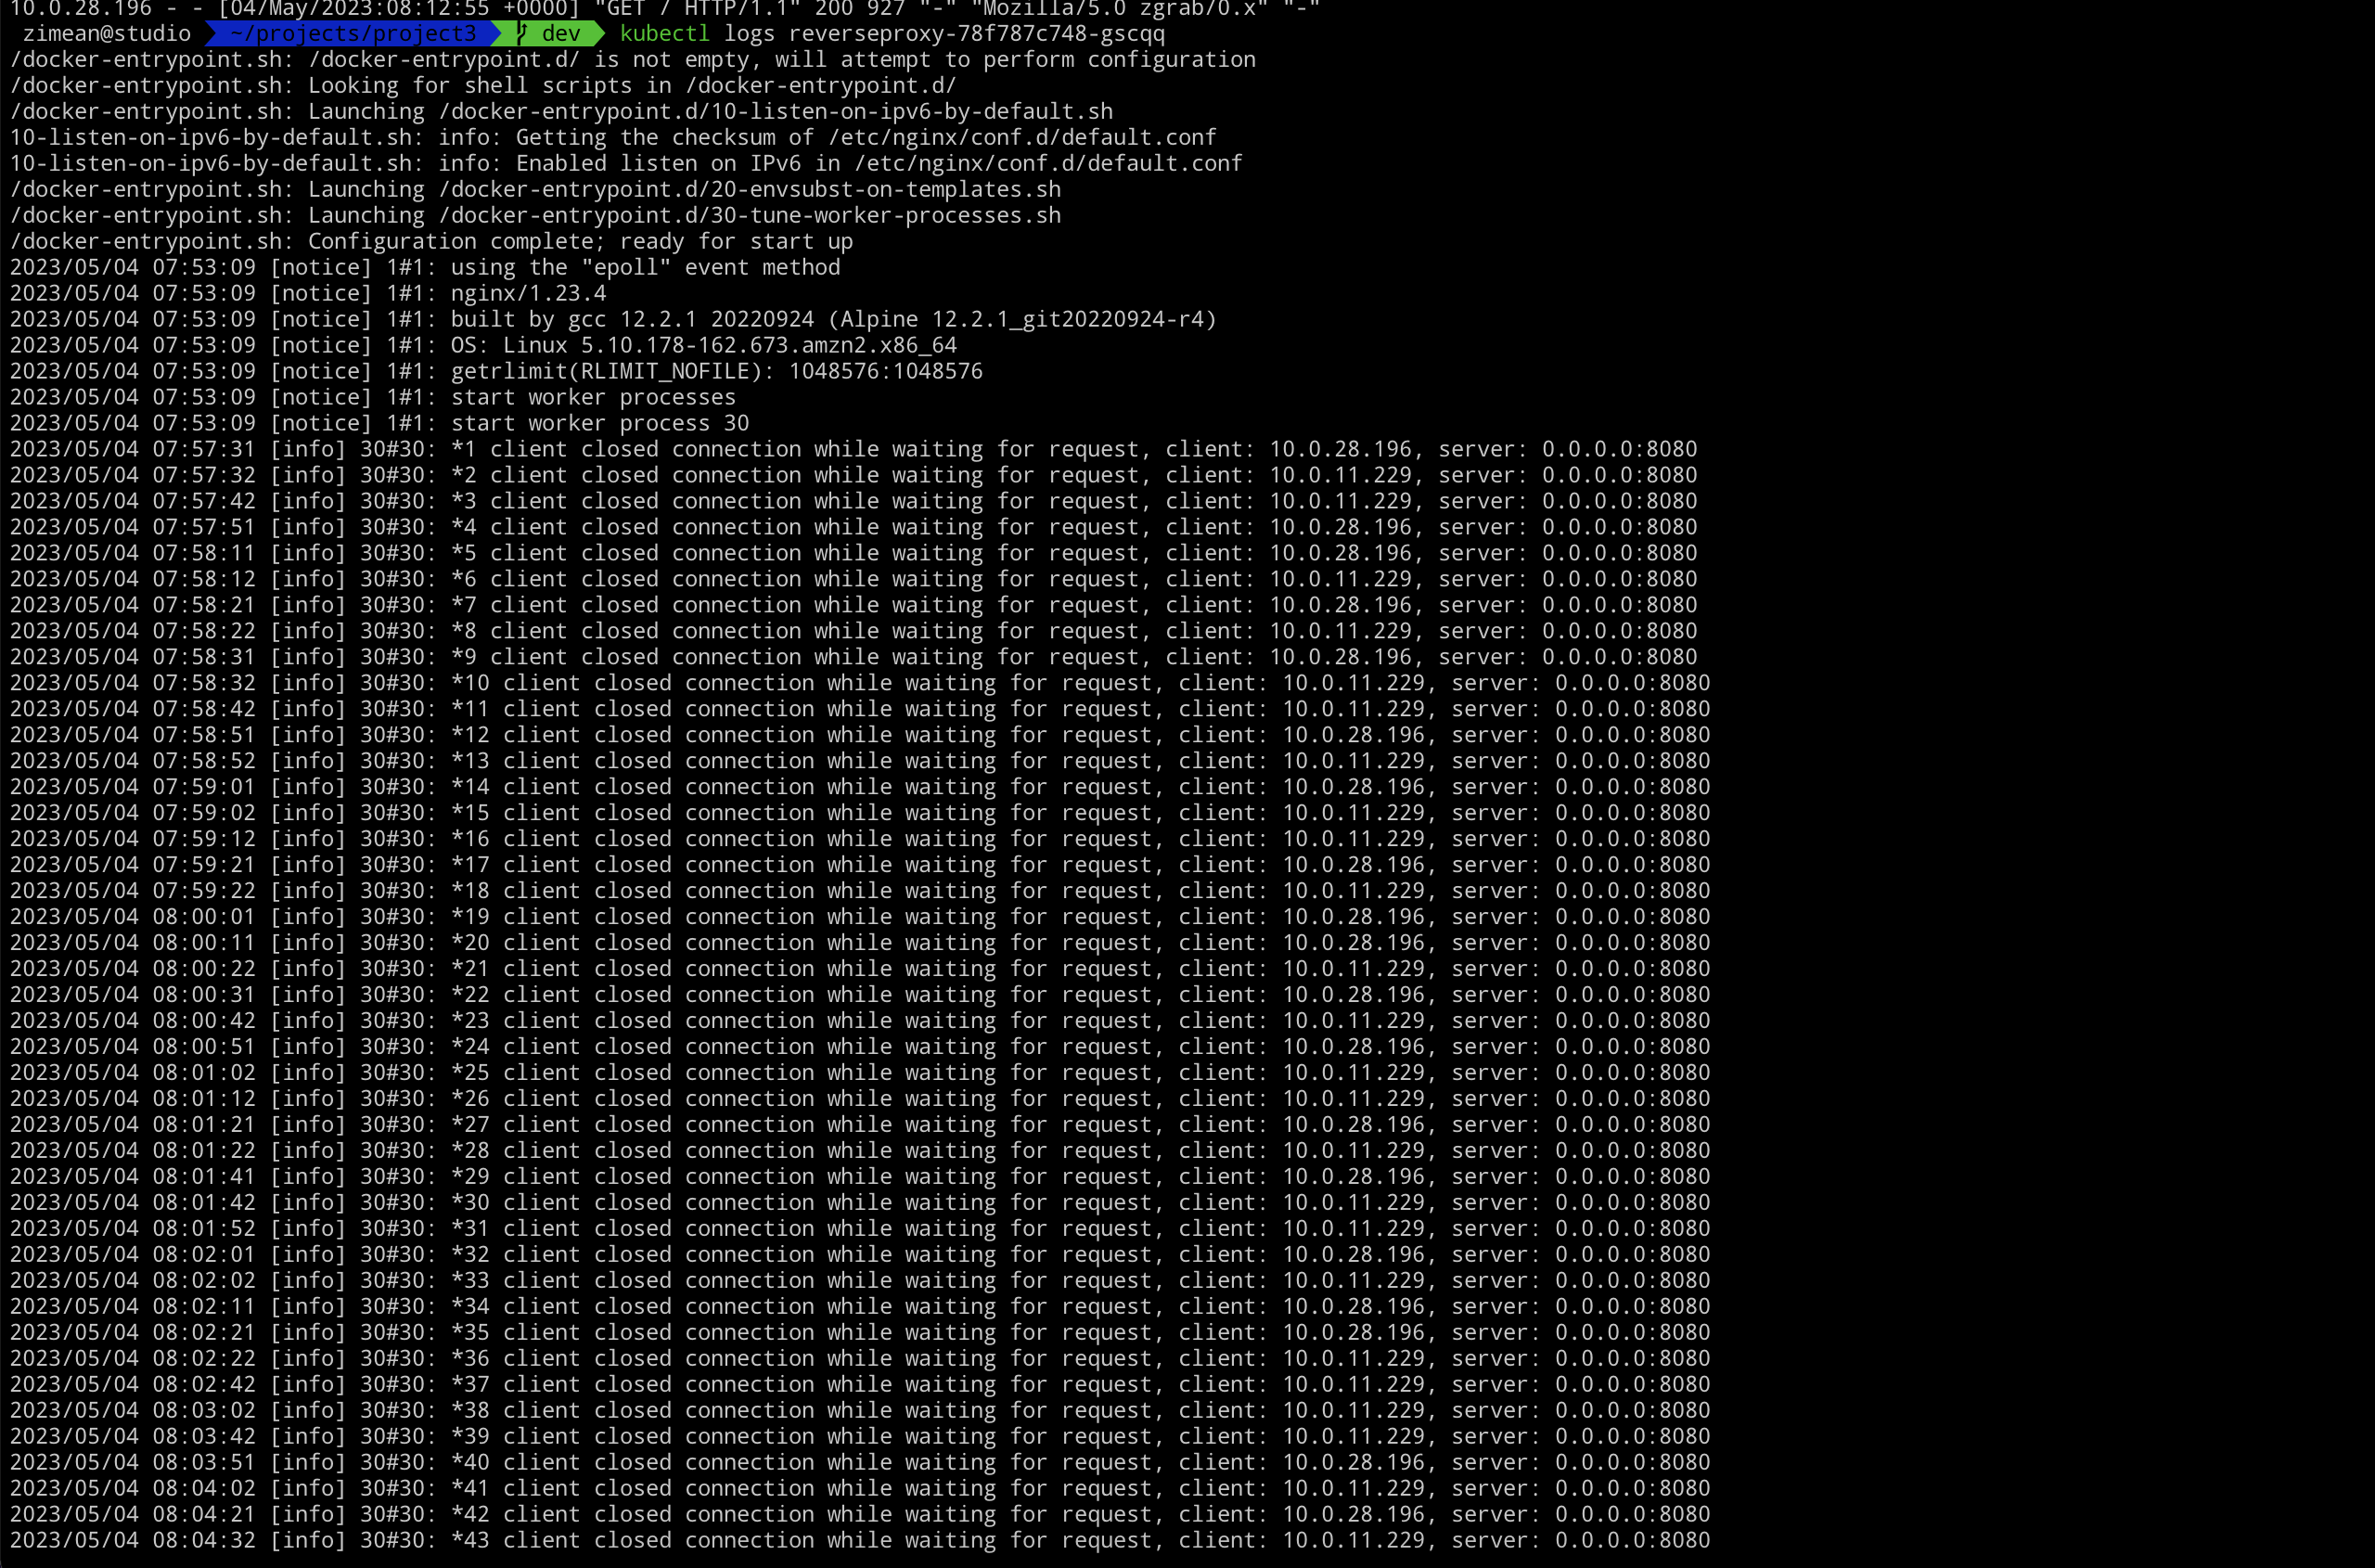 10.0.28.196 - - [04/May/2023:08:12:55 +0000] "GET / HTTP/1.1" 200 927 "-" "Mozilla/5.0 zgrab/0.x" "-"
zimean@studio ~/projects/project3 dev kubectl logs reverseproxy-78f787c748-gscqq
/docker-entrypoint.sh: /docker-entrypoint.d/ is not empty, will attempt to perform configuration
/docker-entrypoint.sh: Looking for shell scripts in /docker-entrypoint.d/
/docker-entrypoint.sh: Launching /docker-entrypoint.d/10-listen-on-ipv6-by-default.sh
10-listen-on-ipv6-by-default.sh: info: Getting the checksum of /etc/nginx/conf.d/default.conf
10-listen-on-ipv6-by-default.sh: info: Enabled listen on IPv6 in /etc/nginx/conf.d/default.conf
/docker-entrypoint.sh: Launching /docker-entrypoint.d/20-envsubst-on-templates.sh
/docker-entrypoint.sh: Launching /docker-entrypoint.d/30-tune-worker-processes.sh
/docker-entrypoint.sh: Configuration complete; ready for start up
2023/05/04 07:53:09 [notice] 1#1: using the "epoll" event method
2023/05/04 07:53:09 [notice] 1#1: nginx/1.23.4
2023/05/04 07:53:09 [notice] 1#1: built by gcc 12.2.1 20220924 (Alpine 12.2.1_git20220924-r4)
2023/05/04 07:53:09 [notice] 1#1: OS: Linux 5.10.178-162.673.amzn2.x86_64
2023/05/04 07:53:09 [notice] 1#1: getrlimit(RLIMIT_NOFILE): 1048576:1048576
2023/05/04 07:53:09 [notice] 1#1: start worker processes
2023/05/04 07:53:09 [notice] 1#1: start worker process 30
2023/05/04 07:57:31 [info] 30#30: *1 client closed connection while waiting for request, client: 10.0.28.196, server: 0.0.0.0:8080
2023/05/04 07:57:32 [info] 30#30: *2 client closed connection while waiting for request, client: 10.0.11.229, server: 0.0.0.0:8080
2023/05/04 07:57:42 [info] 30#30: *3 client closed connection while waiting for request, client: 10.0.11.229, server: 0.0.0.0:8080
2023/05/04 07:57:51 [info] 30#30: *4 client closed connection while waiting for request, client: 10.0.28.196, server: 0.0.0.0:8080
2023/05/04 07:58:11 [info] 30#30: *5 client closed connection while waiting for request, client: 10.0.28.196, server: 0.0.0.0:8080
2023/05/04 07:58:12 [info] 30#30: *6 client closed connection while waiting for request, client: 10.0.11.229, server: 0.0.0.0:8080
2023/05/04 07:58:21 [info] 30#30: *7 client closed connection while waiting for request, client: 10.0.28.196, server: 0.0.0.0:8080
2023/05/04 07:58:22 [info] 30#30: *8 client closed connection while waiting for request, client: 10.0.11.229, server: 0.0.0.0:8080
2023/05/04 07:58:31 [info] 30#30: *9 client closed connection while waiting for request, client: 10.0.28.196, server: 0.0.0.0:8080
2023/05/04 07:58:32 [info] 30#30: *10 client closed connection while waiting for request, client: 10.0.11.229, server: 0.0.0.0:8080
2023/05/04 07:58:42 [info] 30#30: *11 client closed connection while waiting for request, client: 10.0.11.229, server: 0.0.0.0:8080
2023/05/04 07:58:51 [info] 30#30: *12 client closed connection while waiting for request, client: 10.0.28.196, server: 0.0.0.0:8080
2023/05/04 07:58:52 [info] 30#30: *13 client closed connection while waiting for request, client: 10.0.11.229, server: 0.0.0.0:8080
2023/05/04 07:59:01 [info] 30#30: *14 client closed connection while waiting for request, client: 10.0.28.196, server: 0.0.0.0:8080
2023/05/04 07:59:02 [info] 30#30: *15 client closed connection while waiting for request, client: 10.0.11.229, server: 0.0.0.0:8080
2023/05/04 07:59:12 [info] 30#30: *16 client closed connection while waiting for request, client: 10.0.11.229, server: 0.0.0.0:8080
2023/05/04 07:59:21 [info] 30#30: *17 client closed connection while waiting for request, client: 10.0.28.196, server: 0.0.0.0:8080
2023/05/04 07:59:22 [info] 30#30: *18 client closed connection while waiting for request, client: 10.0.11.229, server: 0.0.0.0:8080
2023/05/04 08:00:01 [info] 30#30: *19 client closed connection while waiting for request, client: 10.0.28.196, server: 0.0.0.0:8080
2023/05/04 08:00:11 [info] 30#30: *20 client closed connection while waiting for request, client: 10.0.28.196, server: 0.0.0.0:8080
2023/05/04 08:00:22 [info] 30#30: *21 client closed connection while waiting for request, client: 10.0.11.229, server: 0.0.0.0:8080
2023/05/04 08:00:31 [info] 30#30: *22 client closed connection while waiting for request, client: 10.0.28.196, server: 0.0.0.0:8080
2023/05/04 08:00:42 [info] 30#30: *23 client closed connection while waiting for request, client: 10.0.11.229, server: 0.0.0.0:8080
2023/05/04 08:00:51 [info] 30#30: *24 client closed connection while waiting for request, client: 10.0.28.196, server: 0.0.0.0:8080
2023/05/04 08:01:02 [info] 30#30: *25 client closed connection while waiting for request, client: 10.0.11.229, server: 0.0.0.0:8080
2023/05/04 08:01:12 [info] 30#30: *26 client closed connection while waiting for request, client: 10.0.11.229, server: 0.0.0.0:8080
2023/05/04 08:01:21 [info] 30#30: *27 client closed connection while waiting for request, client: 10.0.28.196, server: 0.0.0.0:8080
2023/05/04 08:01:22 [info] 30#30: *28 client closed connection while waiting for request, client: 10.0.11.229, server: 0.0.0.0:8080
2023/05/04 08:01:41 [info] 30#30: *29 client closed connection while waiting for request, client: 10.0.28.196, server: 0.0.0.0:8080
2023/05/04 08:01:42 [info] 30#30: *30 client closed connection while waiting for request, client: 10.0.11.229, server: 0.0.0.0:8080
2023/05/04 08:01:52 [info] 30#30: *31 client closed connection while waiting for request, client: 10.0.11.229, server: 0.0.0.0:8080
2023/05/04 08:02:01 [info] 30#30: *32 client closed connection while waiting for request, client: 10.0.28.196, server: 0.0.0.0:8080
2023/05/04 08:02:02 [info] 30#30: *33 client closed connection while waiting for request, client: 10.0.11.229, server: 0.0.0.0:8080
2023/05/04 08:02:11 [info] 30#30: *34 client closed connection while waiting for request, client: 10.0.28.196, server: 0.0.0.0:8080
2023/05/04 08:02:21 [info] 30#30: *35 client closed connection while waiting for request, client: 10.0.28.196, server: 0.0.0.0:8080
2023/05/04 08:02:22 [info] 30#30: *36 client closed connection while waiting for request, client: 10.0.11.229, server: 0.0.0.0:8080
2023/05/04 08:02:42 [info] 30#30: *37 client closed connection while waiting for request, client: 10.0.11.229, server: 0.0.0.0:8080
2023/05/04 08:03:02 [info] 30#30: *38 client closed connection while waiting for request, client: 10.0.11.229, server: 0.0.0.0:8080
2023/05/04 08:03:42 [info] 30#30: *39 client closed connection while waiting for request, client: 10.0.11.229, server: 0.0.0.0:8080
2023/05/04 08:03:51 [info] 30#30: *40 client closed connection while waiting for request, client: 10.0.28.196, server: 0.0.0.0:8080
2023/05/04 08:04:02 [info] 30#30: *41 client closed connection while waiting for request, client: 10.0.11.229, server: 0.0.0.0:8080
2023/05/04 08:04:21 [info] 30#30: *42 client closed connection while waiting for request, client: 10.0.28.196, server: 0.0.0.0:8080
2023/05/04 08:04:32 [info] 30#30: *43 client closed connection while waiting for request, client: 10.0.11.229, server: 0.0.0.0:8080